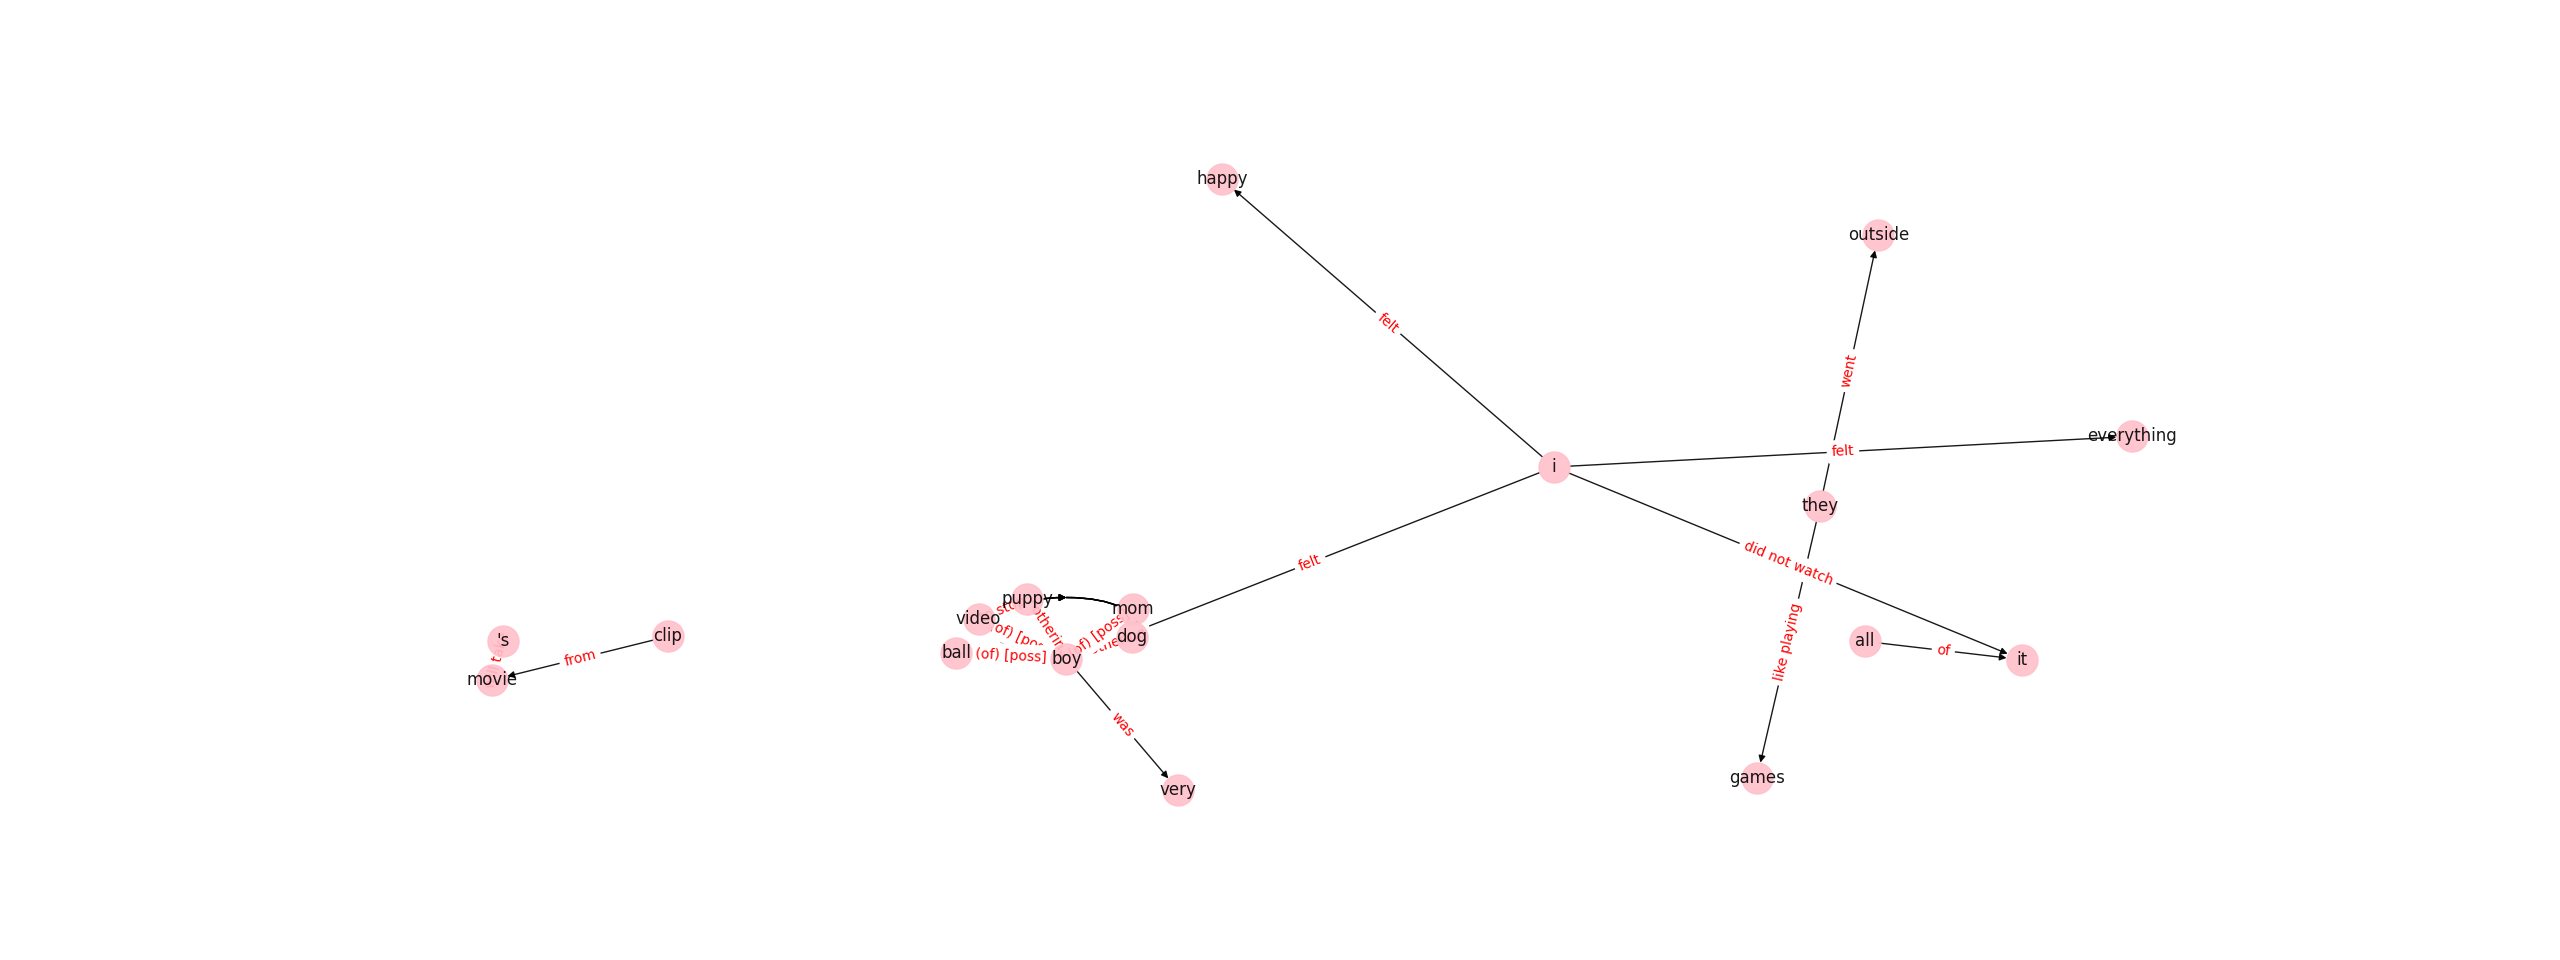 happy
outside
felt
went
everything
felt
i
they
did not watch
felt
puppy
mom
video
dog
's
clip
all
of
it
from
ball
(of) [poss]
boy
movie
like playing
was
games
very